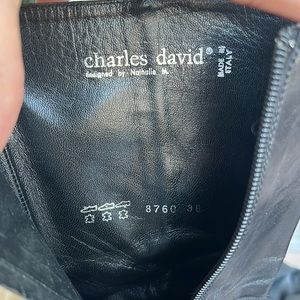 charles david®
designed by Nathalie M.
MADE IN
ITALY
8760 38